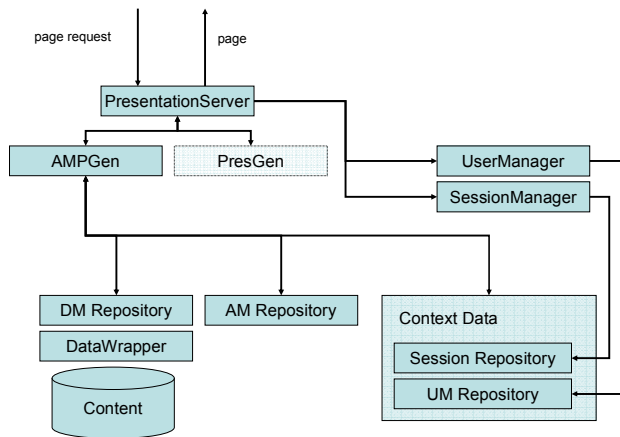 page request
page
PresentationServer
AMPGen
PresGen
UserManager
SessionManager
DM Repository
AM Repository
DataWrapper
Content
Context Data
Session Repository
UM Repository